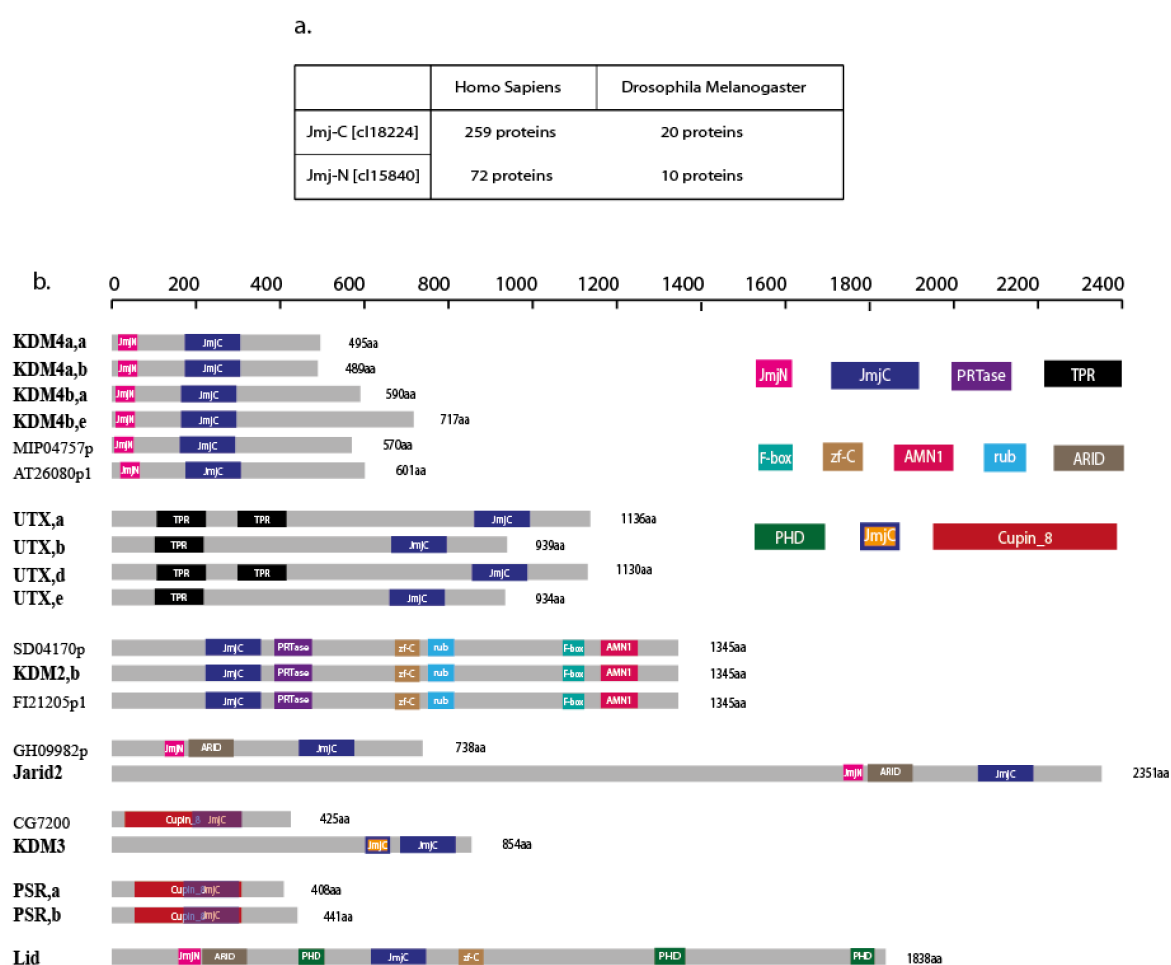 a.
Homo Sapiens Drosophila Melanogaster
Jmj-C [cl18224] 259 proteins 20 proteins
Jmj-N [cl15840] 72 proteins 10 proteins
b.
0 200 400 600 800 1000 1200 1400 1600 1800 2000 2200 2400
KDM4a,a JmjN JmjC 495aa
KDM4a,b JmjN JmjC 489aa
KDM4b,a JmjN JmjC 590aa
KDM4b,e JmjN JmjC 717aa
MIP04757p JmjN JmjC 570aa
AT26080p1 JmjN JmjC 601aa
JmjN JmjC PRTase TPR
F-box zf-C AMN1 rub ARID
PHD JmjC Cupin_8
UTX,a TPR TPR JmjC 1136aa
UTX,b TPR JmjC 939aa
UTX,d TPR TPR JmjC 1130aa
UTX,e TPR JmjC 934aa
SD04170p JmjC PRTase zf-C rub F-box AMN1 1345aa
KDM2,b JmjC PRTase zf-C rub F-box AMN1 1345aa
FI21205p1 JmjC PRTase zf-C rub F-box AMN1 1345aa
GH09982p JmjN ARID JmjC 738aa
Jarid2 JmjN ARID JmjC 2351aa
CG7200 Cupin_8 JmjC 425aa
KDM3 JmjC JmjC 854aa
PSR,a Cupin_8 JmjC 408aa
PSR,b Cupin_8 JmjC 441aa
Lid JmjN ARID PHD JmjC zf-C PHD PHD 1838aa